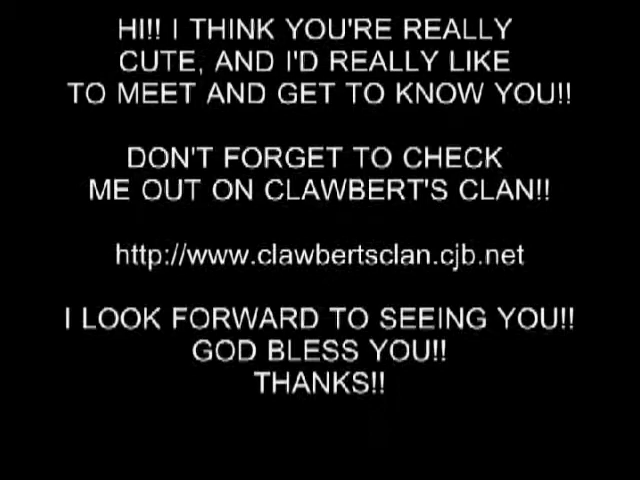 HI!! I THINK YOU'RE REALLY
CUTE, AND I'D REALLY LIKE
TO MEET AND GET TO KNOW YOU!!
DON'T FORGET TO CHECK
ME OUT ON CLAWBERT'S CLAN!!
http://www.clawbertsclan.cjb.net
I LOOK FORWARD TO SEEING YOU!!
GOD BLESS YOU!!
THANKS!!